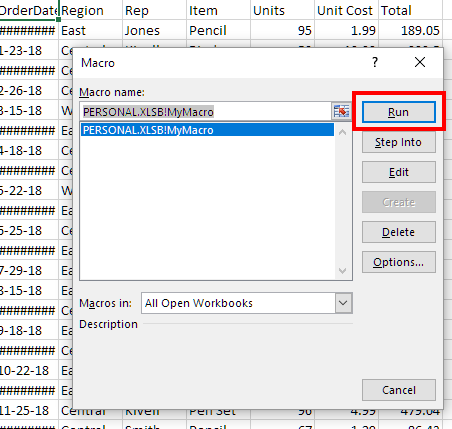 OrderDate Region Rep Item Units Unit Cost Total
######## East Jones Pencil 95 1.99 189.05
1-23-18
######## Ce
2-26-18 Ce
3-15-18 W
######## Ea
4-18-18 Ce
######## Ce
5-22-18 W
######## Ea
6-25-18 Ce
######## Ea
7-29-18 Ea
######## Ce
######## Ce
9-18-18 Ea
######## Ce
10-22-18 Ea
######## Ea
11-25-18 Central Kivell Pen Set 96 4.99 479.04
######## Central Smith Pencil 67 1.29 86.43
Macro ? ×
Macro name:
PERSONAL.XLSB!MyMacro
PERSONAL.XLSB!MyMacro
Run
Step Into
Edit
Create
Delete
Options...
Macros in: All Open Workbooks
Description
Cancel